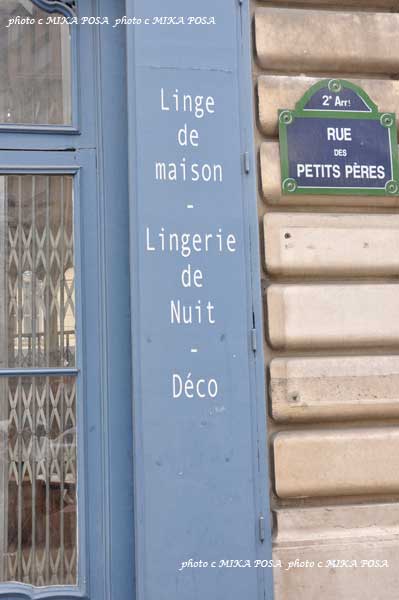 photo c MIKA POSA photo c MIKA POSA
Linge
de
maison
-
Lingerie
de
Nuit
-
Déco
2e Arrt
RUE
DES
PETITS PÈRES
photo c MIKA POSA photo c MIKA POSA